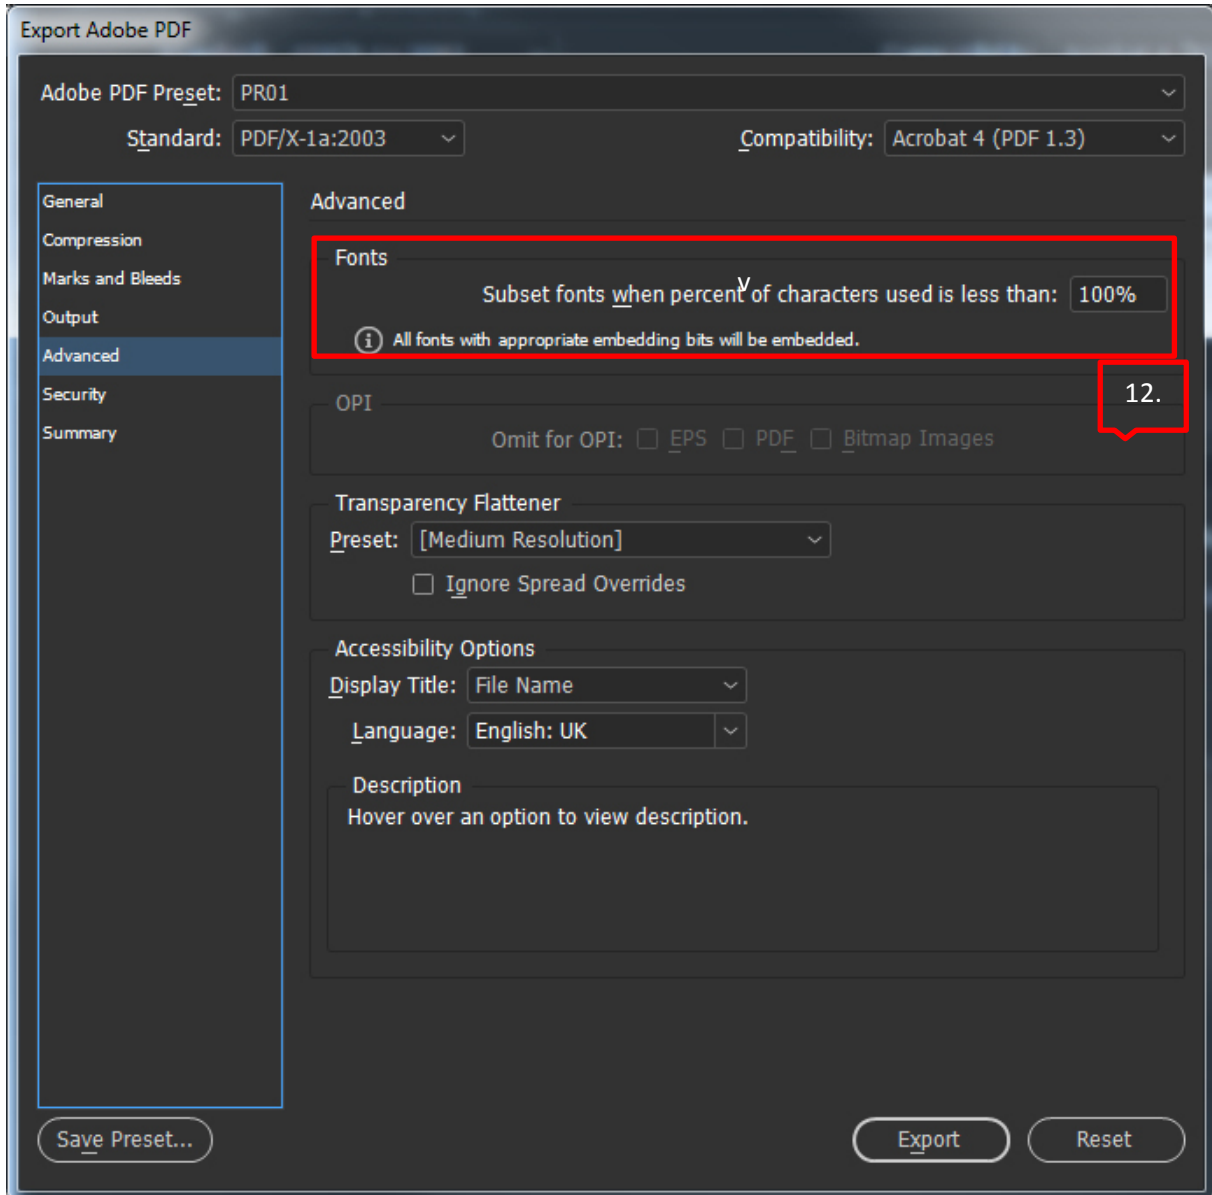 Export Adobe PDF
Adobe PDF Preset: PR01
Standard: PDF/X-1a:2003 Compatibility: Acrobat 4 (PDF 1.3)
General
Compression
Marks and Bleeds
Output
Advanced
Security
Summary
Advanced
Fonts
v
Subset fonts when percent of characters used is less than: 100%
All fonts with appropriate embedding bits will be embedded.
12.
OPI
Omit for OPI: EPS PDF Bitmap Images
Transparency Flattener
Preset: [Medium Resolution]
Ignore Spread Overrides
Accessibility Options
Display Title: File Name
Language: English: UK
Description
Hover over an option to view description.
Save Preset... Export Reset